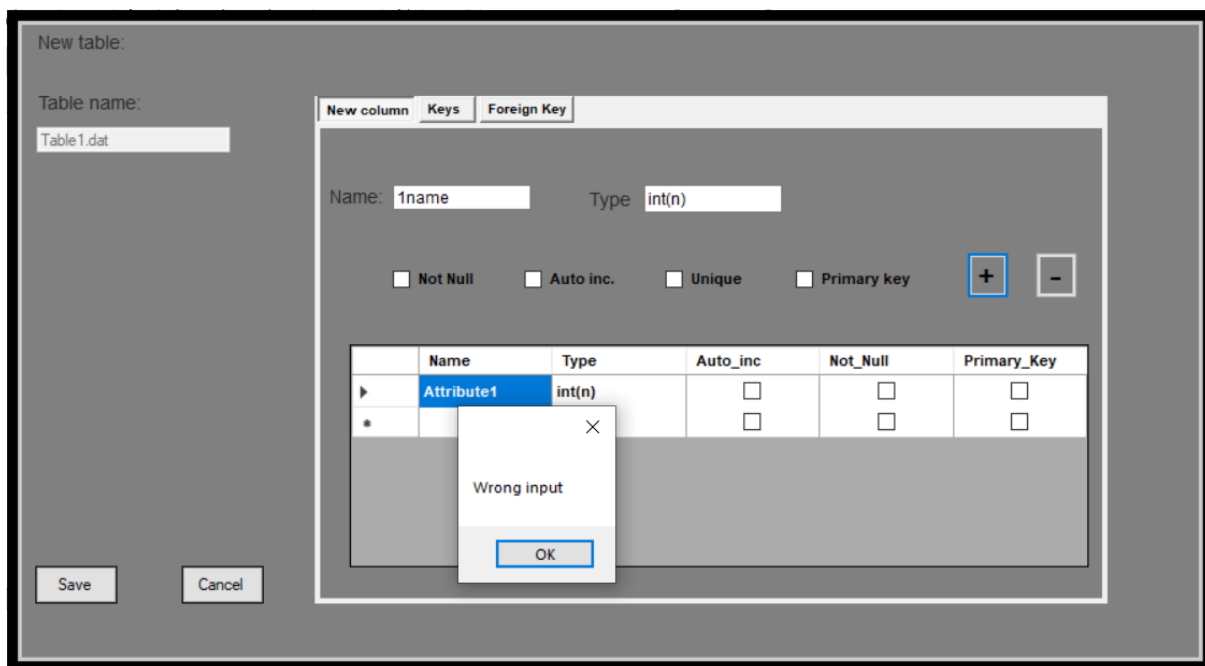 New table:
Table name:
Table1.dat
New column Keys Foreign Key
Name: 1name Type int(n)
Not Null Auto inc. Unique Primary key + -
Name Type Auto_inc Not_Null Primary_Key
Attribute1 int(n)
Wrong input
OK
Save Cancel